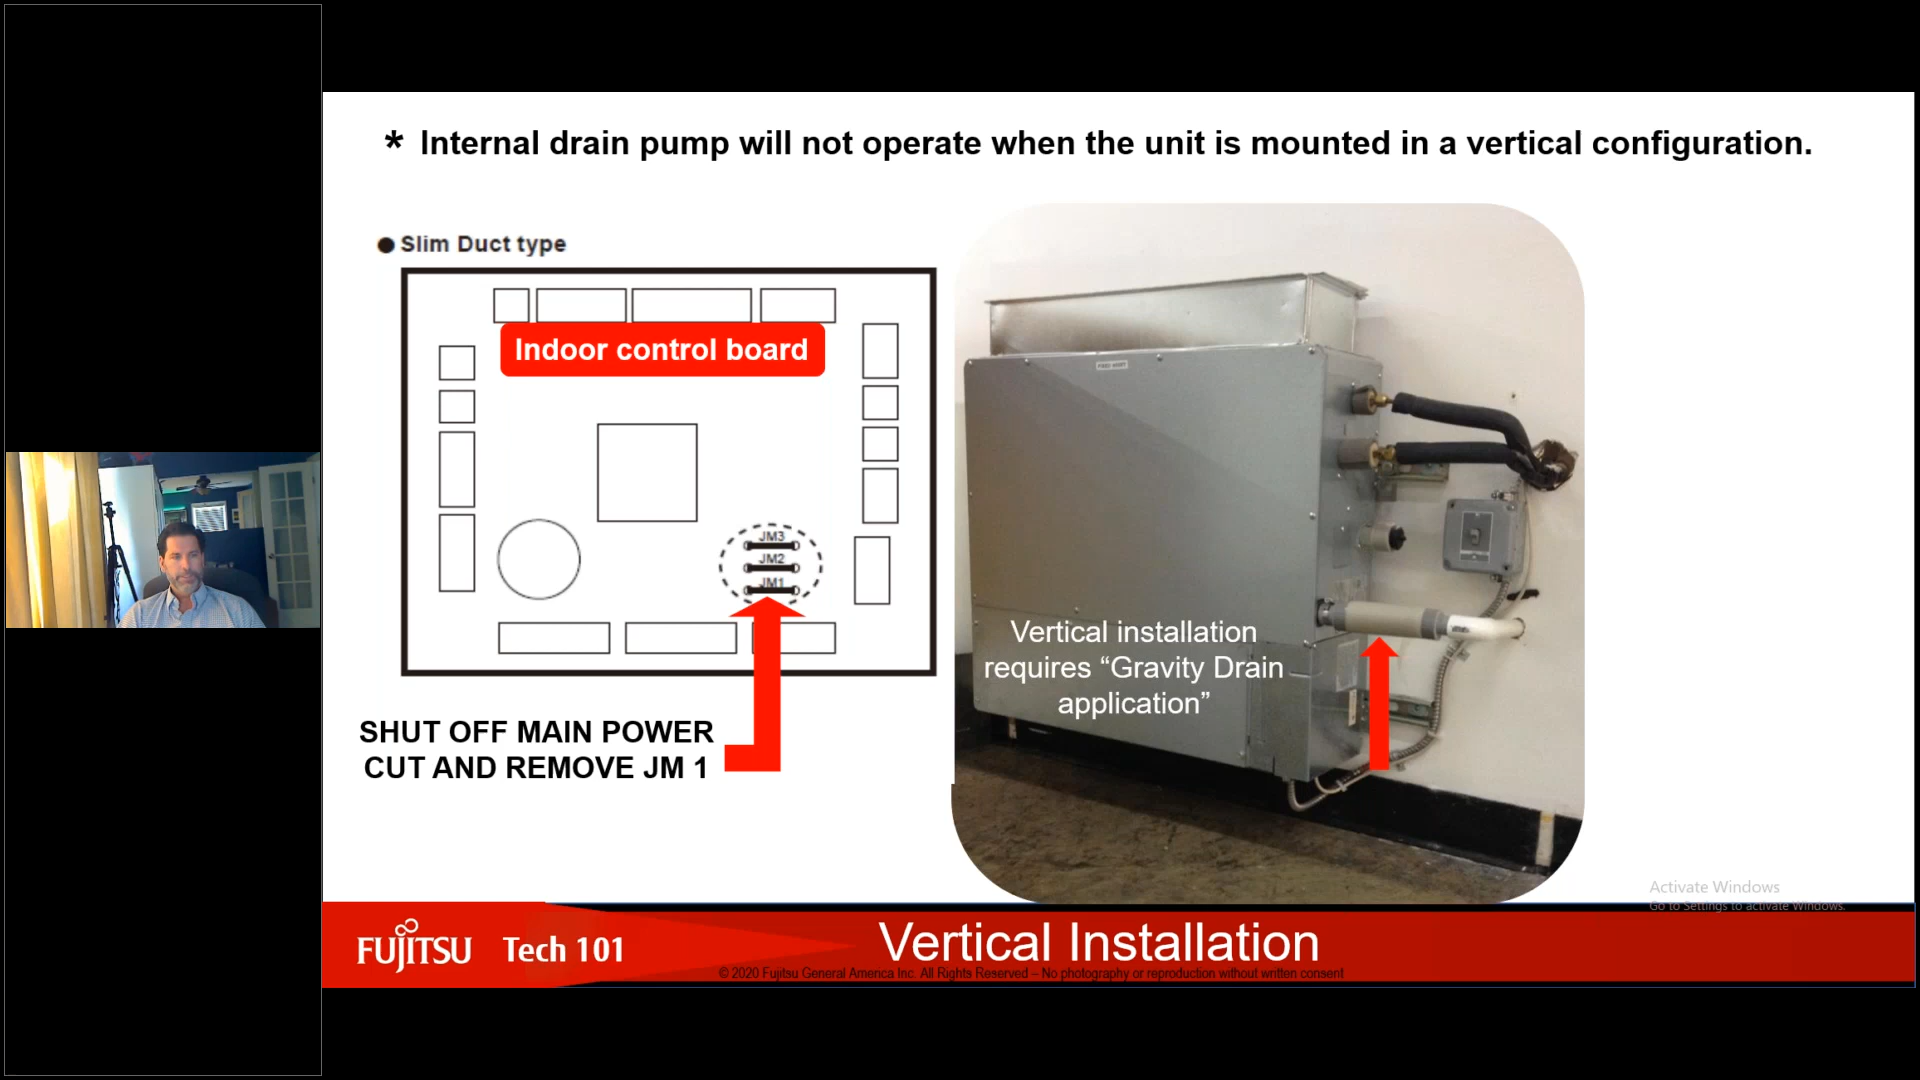 * Internal drain pump will not operate when the unit is mounted in a vertical configuration.
● Slim Duct type
Indoor control board
JM3
JM2
JM1
SHUT OFF MAIN POWER
CUT AND REMOVE JM 1
Vertical installation
requires “Gravity Drain
application”
Activate Windows
Go to Settings to activate Windows.
FUJITSU Tech 101
Vertical Installation
© 2020 Fujitsu General America Inc. All Rights Reserved – No photography or reproduction without written consent